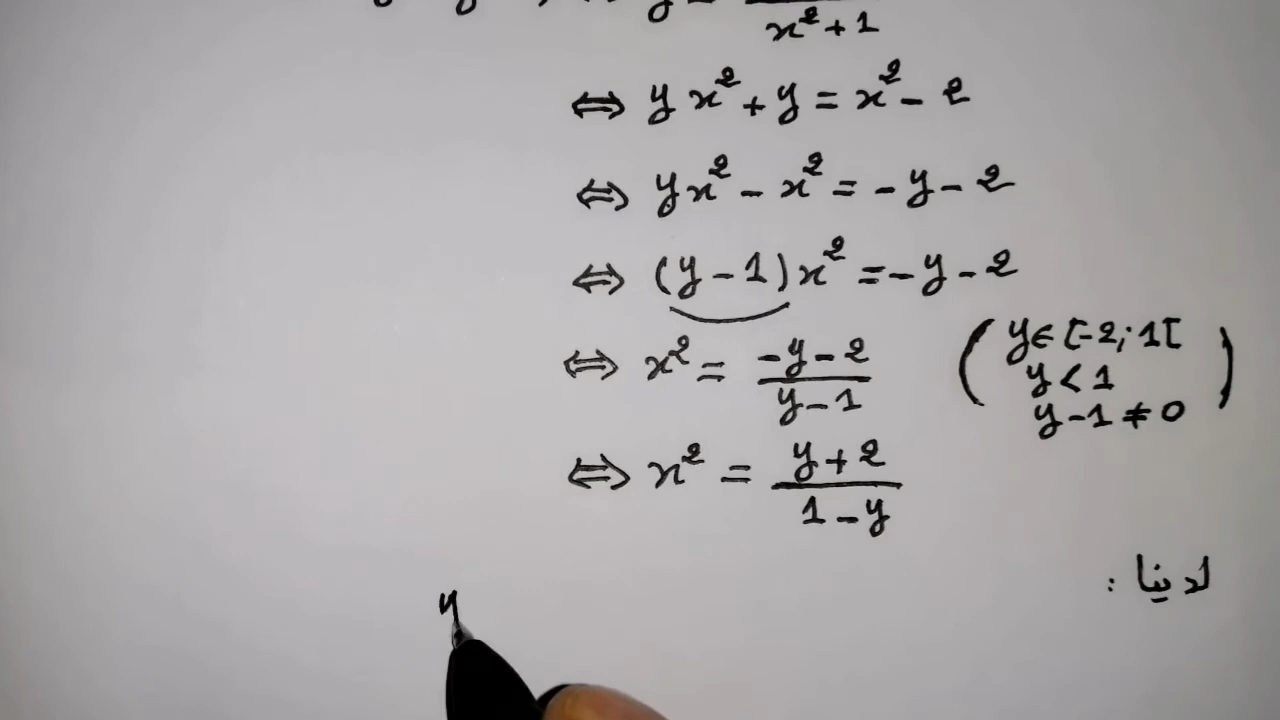 x² + 1
⇔ yx² + y = x² - 2
⇔ yx² - x² = -y - 2
⇔ (y - 1)x² = -y - 2
⇔ x² = (-y - 2)/(y - 1) ( y ∈ [-2; 1[
y < 1
y - 1 ≠ 0 )
⇔ x² = (y + 2)/(1 - y)
لدينا :
y